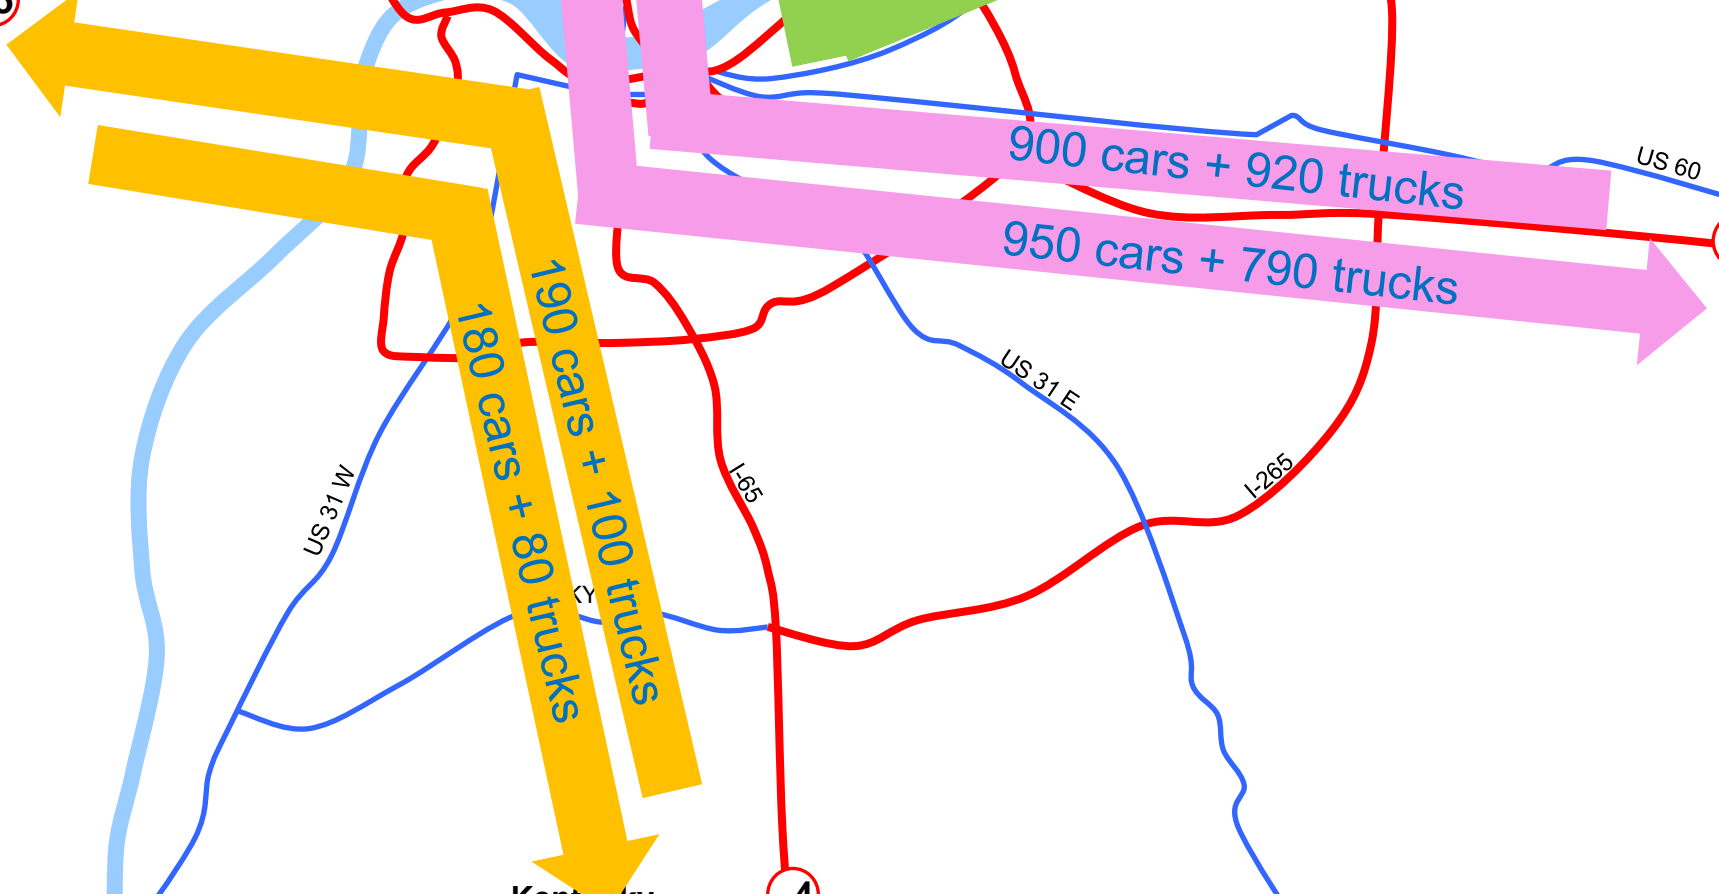 900 cars + 920 trucks
US 60
950 cars + 790 trucks
190 cars + 100 trucks
180 cars + 80 trucks
US 31 E
I-265
I-65
US 31 W
KY
4